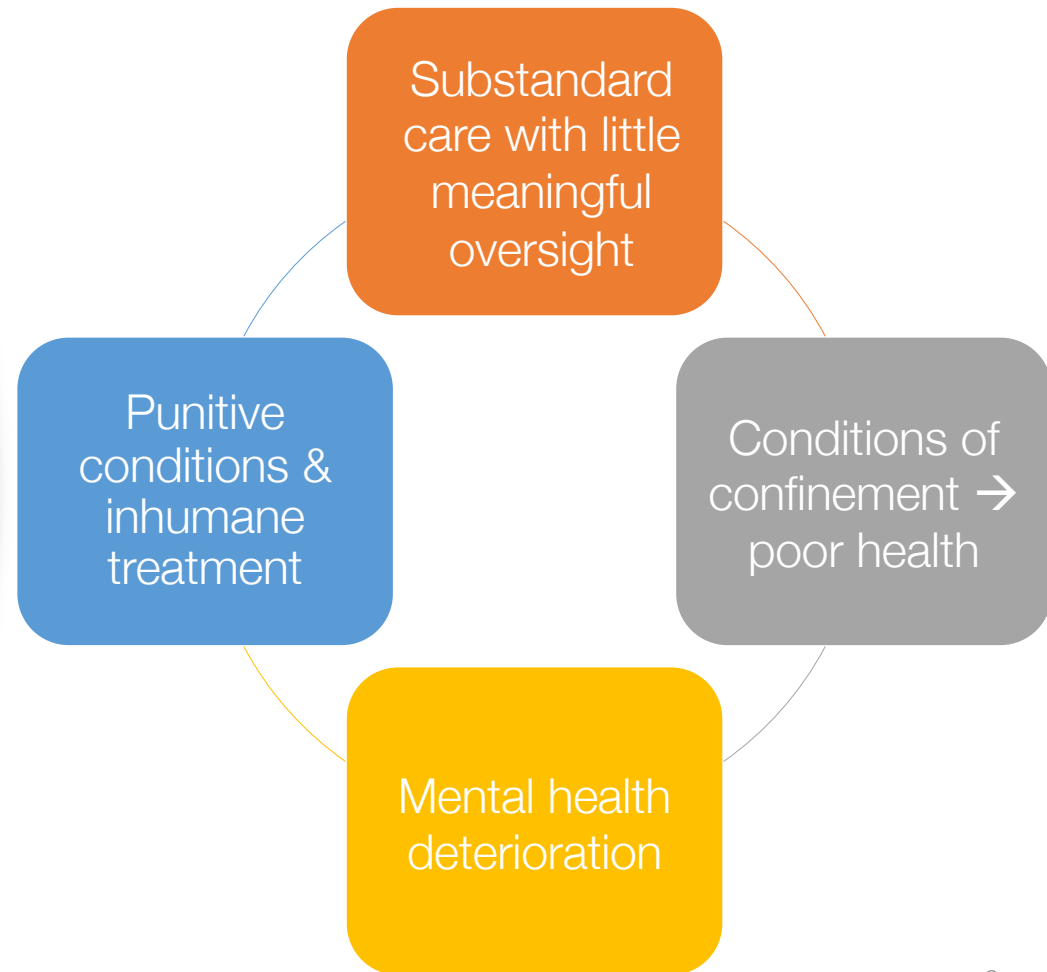 Substandard
care with little
meaningful
oversight
Punitive
conditions &
inhumane
treatment
Conditions of
confinement →
poor health
Mental health
deterioration